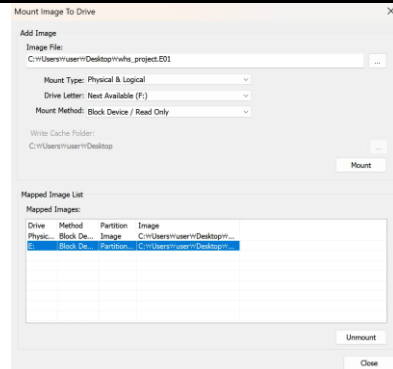 Mount Image To Drive
Add Image
Image File:
C:₩Users₩user₩Desktop₩whs_project.E01
...
Mount Type: Physical & Logical
Drive Letter: Next Available (F:)
Mount Method: Block Device / Read Only
Write Cache Folder:
C:₩Users₩user₩Desktop
...
Mount
Mapped Image List
Mapped Images:
Drive Method Partition Image
Physic... Block De... Image C:₩Users₩user₩Desktop₩...
E: Block De... Partition... C:₩Users₩user₩Desktop₩...
Unmount
Close